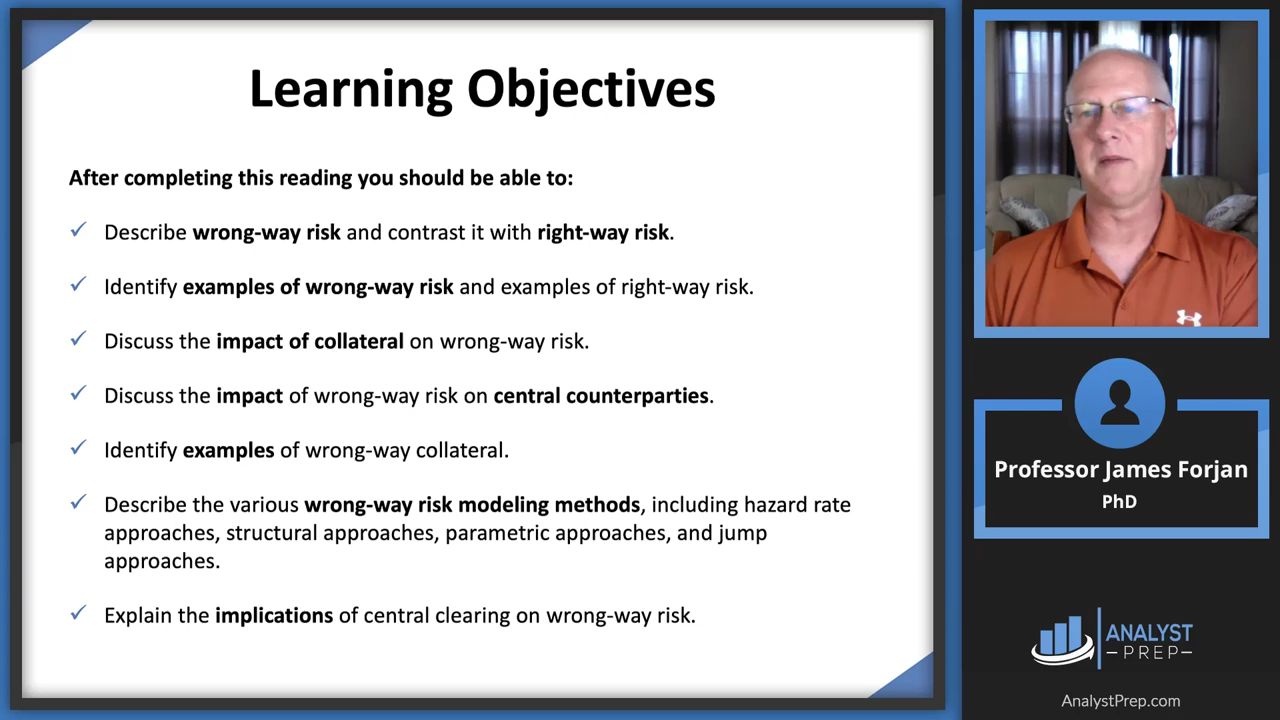 Learning Objectives
After completing this reading you should be able to:
✓ Describe wrong-way risk and contrast it with right-way risk.
✓ Identify examples of wrong-way risk and examples of right-way risk.
✓ Discuss the impact of collateral on wrong-way risk.
✓ Discuss the impact of wrong-way risk on central counterparties.
✓ Identify examples of wrong-way collateral.
✓ Describe the various wrong-way risk modeling methods, including hazard rate
approaches, structural approaches, parametric approaches, and jump
approaches.
✓ Explain the implications of central clearing on wrong-way risk.
Professor James Forjan
PhD
ANALYST
PREP
AnalystPrep.com